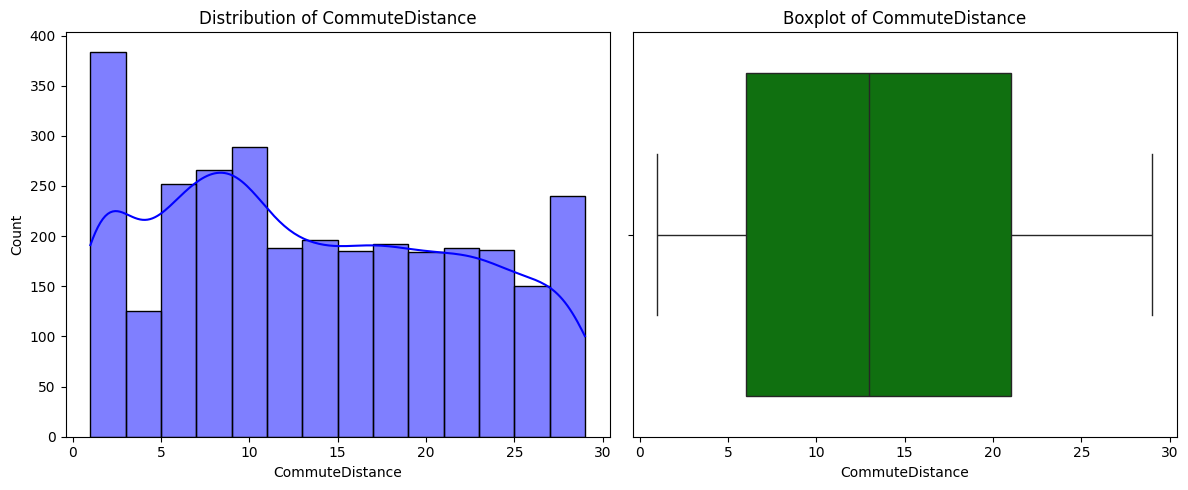 Distribution of CommuteDistance
400
350
300
250
200
150
100
50
0
Count
0 5 10 15 20 25 30
CommuteDistance
Boxplot of CommuteDistance
0 5 10 15 20 25 30
CommuteDistance